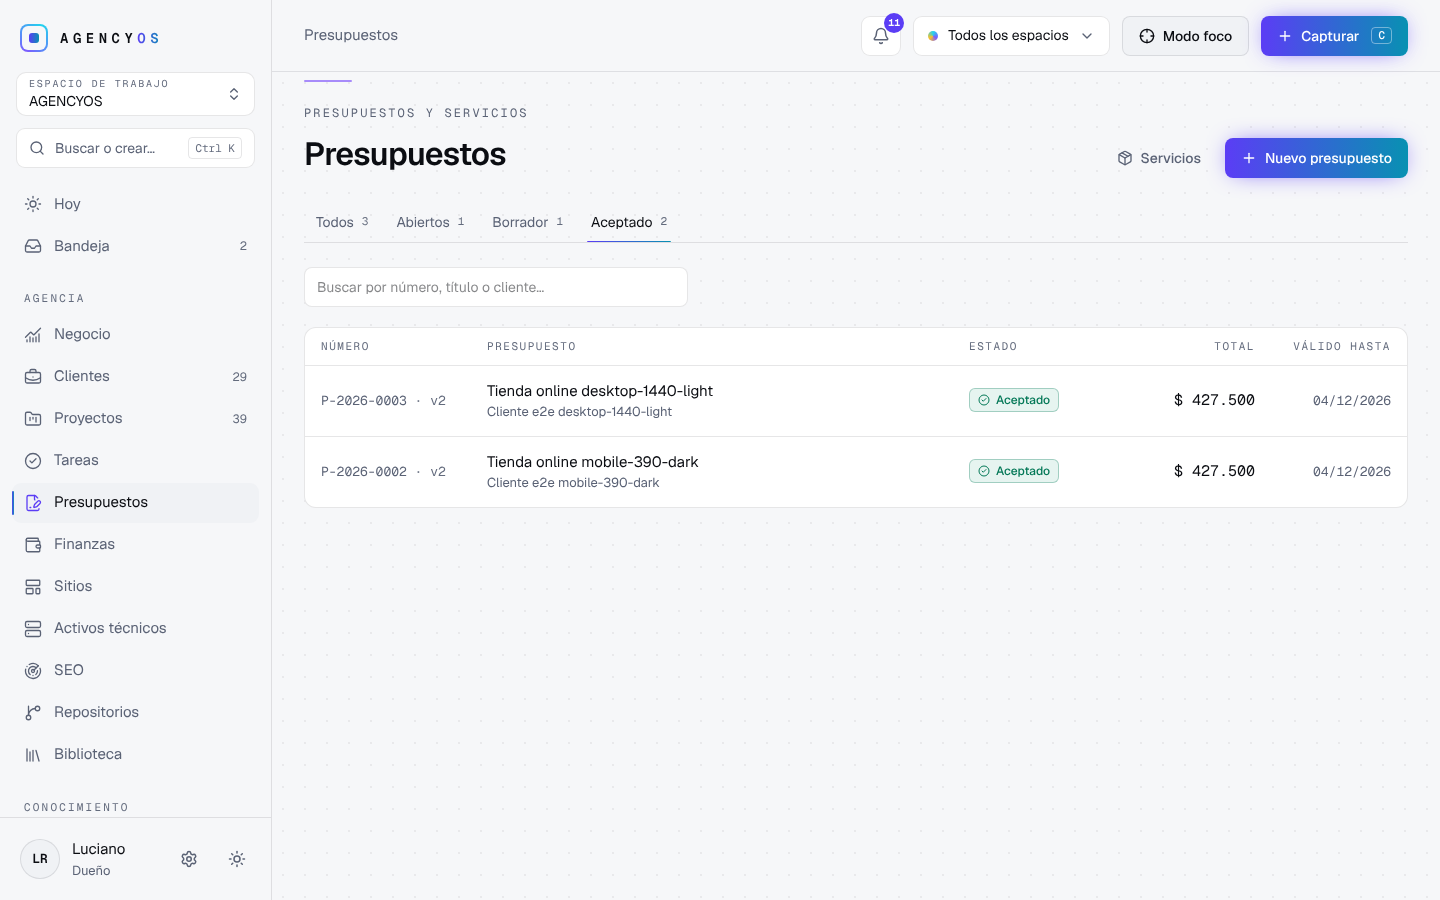 AGENCYOS
ESPACIO DE TRABAJO
AGENCYOS
Buscar o crear...
Ctrl K
Hoy
Bandeja 2
AGENCIA
Negocio
Clientes 29
Proyectos 39
Tareas
Presupuestos
Finanzas
Sitios
Activos técnicos
SEO
Repositorios
Biblioteca
CONOCIMIENTO
LR
Luciano
Dueño
Presupuestos
11
Todos los espacios
Modo foco
Capturar C
PRESUPUESTOS Y SERVICIOS
Presupuestos
Servicios
Nuevo presupuesto
Todos 3 Abiertos 1 Borrador 1 Aceptado 2
Buscar por número, título o cliente...
NÚMERO PRESUPUESTO ESTADO TOTAL VÁLIDO HASTA
P-2026-0003 · v2 Tienda online desktop-1440-light Aceptado $ 427.500 04/12/2026
Cliente e2e desktop-1440-light
P-2026-0002 · v2 Tienda online mobile-390-dark Aceptado $ 427.500 04/12/2026
Cliente e2e mobile-390-dark